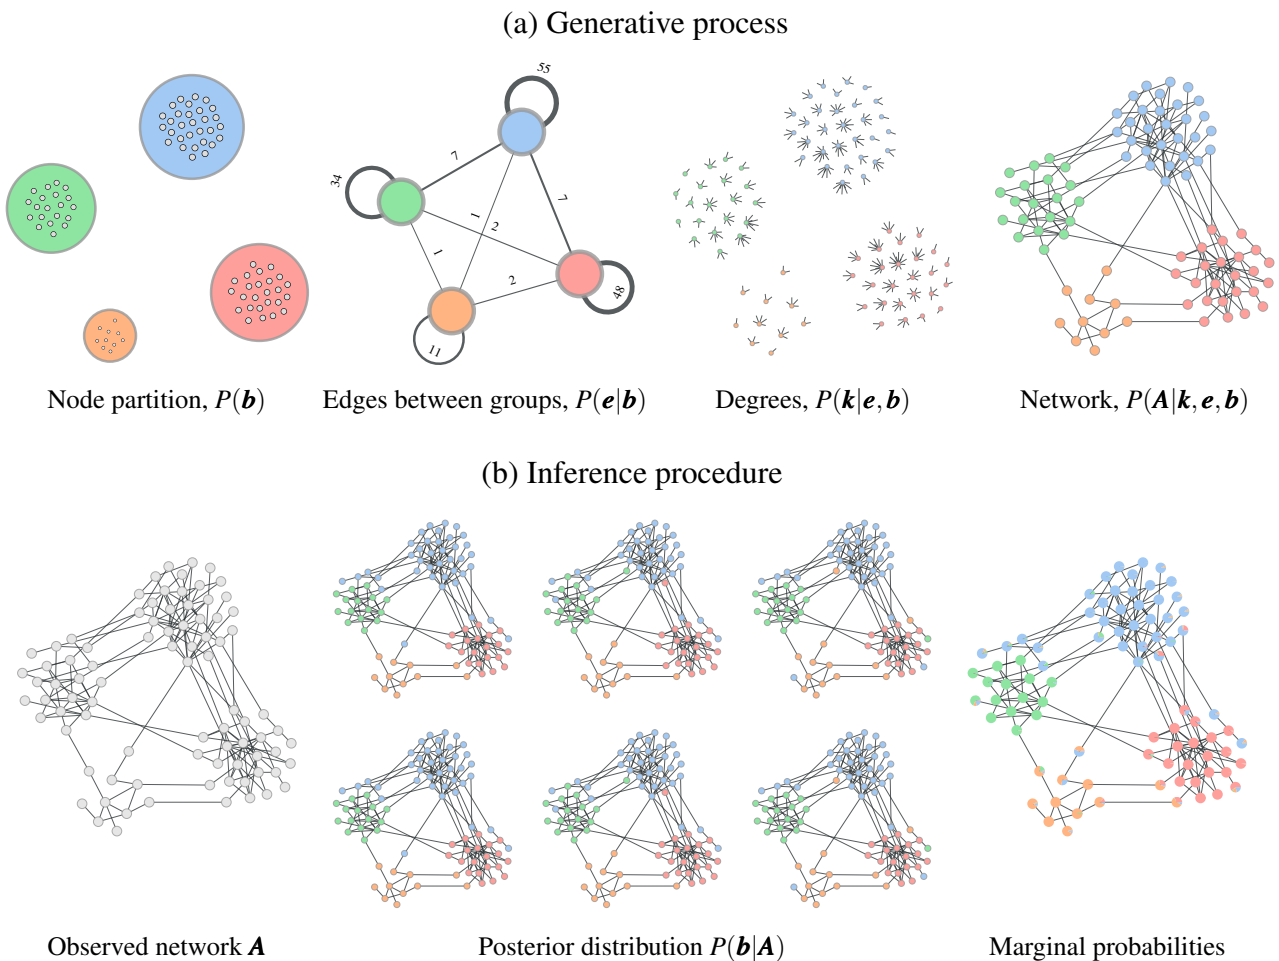 (a) Generative process
55
7
34
7
1
2
1
2
48
11
Node partition, P(b)
Edges between groups, P(e|b)
Degrees, P(k|e, b)
Network, P(A|k, e, b)
(b) Inference procedure
Observed network A
Posterior distribution P(b|A)
Marginal probabilities